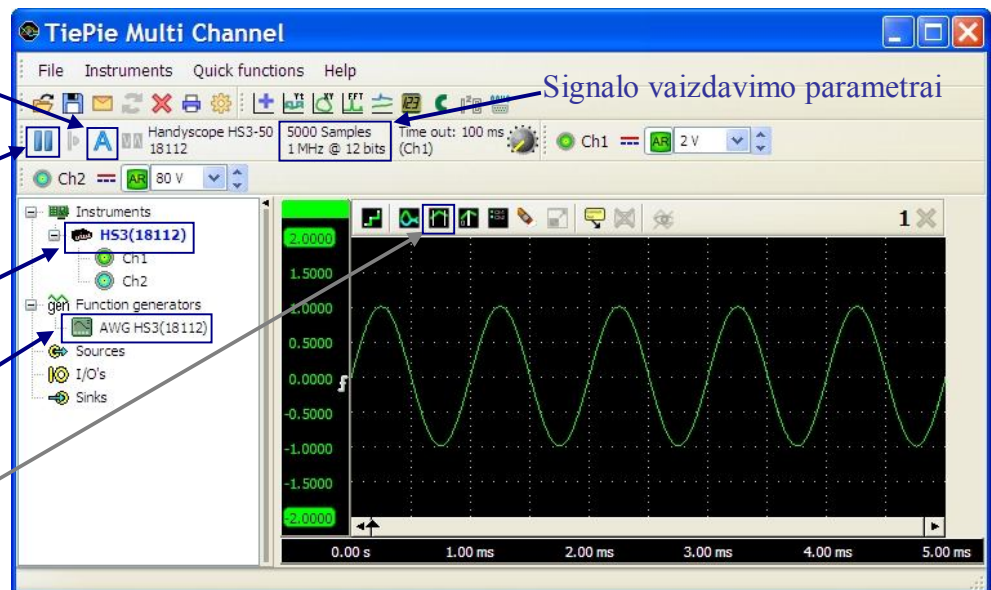 TiePie Multi Channel
File Instruments Quick functions Help
Signalo vaizdavimo parametrai
Handyscope HS3-50
18112
5000 Samples
1 MHz @ 12 bits
Time out: 100 ms
(Ch1)
Ch1 AR 2 V
Ch2 AR 80 V
Instruments
HS3(18112)
Ch1
Ch2
gen Function generators
AWG HS3(18112)
Sources
I/O's
Sinks
1
2.0000
1.5000
1.0000
0.5000
0.0000
-0.5000
-1.0000
-1.5000
-2.0000
0.00 s 1.00 ms 2.00 ms 3.00 ms 4.00 ms 5.00 ms